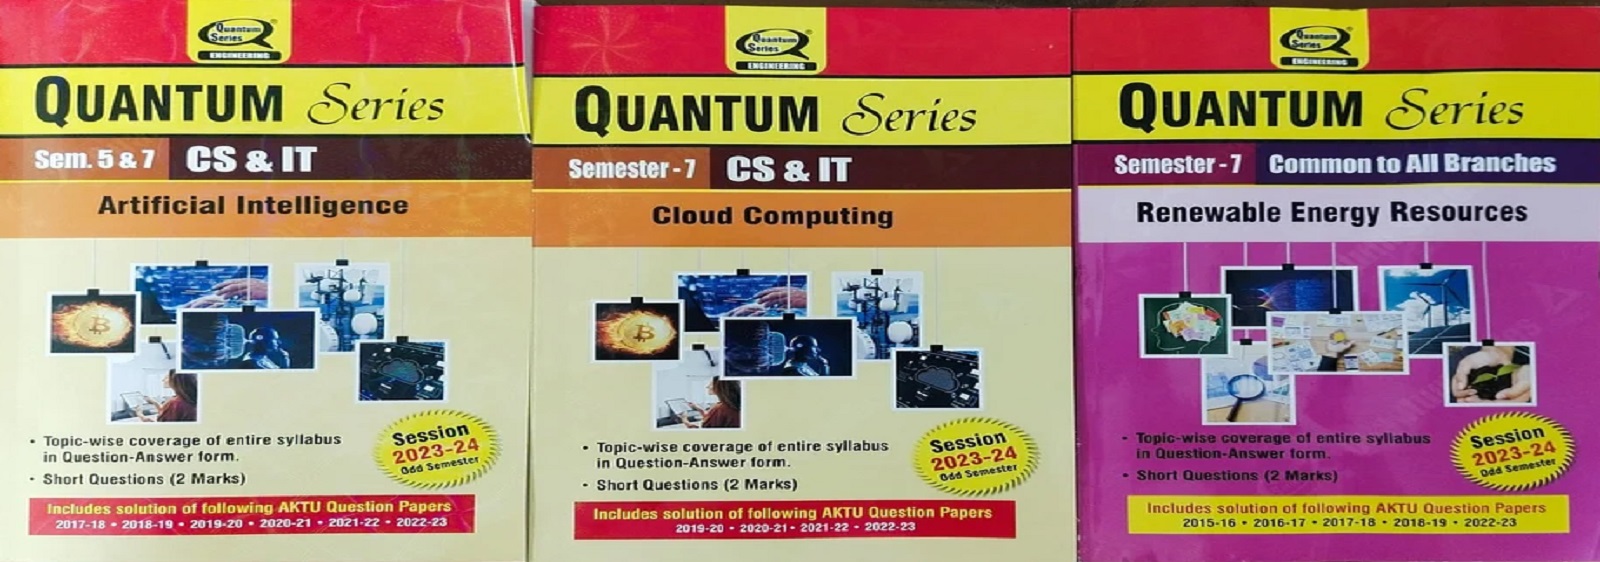 Quantum
Series
ENGINEERING
QUANTUM Series
Sem. 5 & 7 CS & IT
Artificial Intelligence
• Topic-wise coverage of entire syllabus
in Question-Answer form.
• Short Questions (2 Marks)
Session
2023-24
Odd Semester
Includes solution of following AKTU Question Papers
2017-18 • 2018-19 • 2019-20 • 2020-21 • 2021-22 • 2022-23
Quantum
Series
ENGINEERING
QUANTUM Series
Semester - 7 CS & IT
Cloud Computing
• Topic-wise coverage of entire syllabus
in Question-Answer form.
• Short Questions (2 Marks)
Session
2023-24
Odd Semester
Includes solution of following AKTU Question Papers
2019-20 • 2020-21 • 2021-22 • 2022-23
Quantum
Series
ENGINEERING
QUANTUM Series
Semester - 7 Common to All Branches
Renewable Energy Resources
• Topic-wise coverage of entire syllabus
in Question-Answer form.
• Short Questions (2 Marks)
Session
2023-24
Odd Semester
Includes solution of following AKTU Question Papers
2015-16 • 2016-17 • 2017-18 • 2018-19 • 2022-23